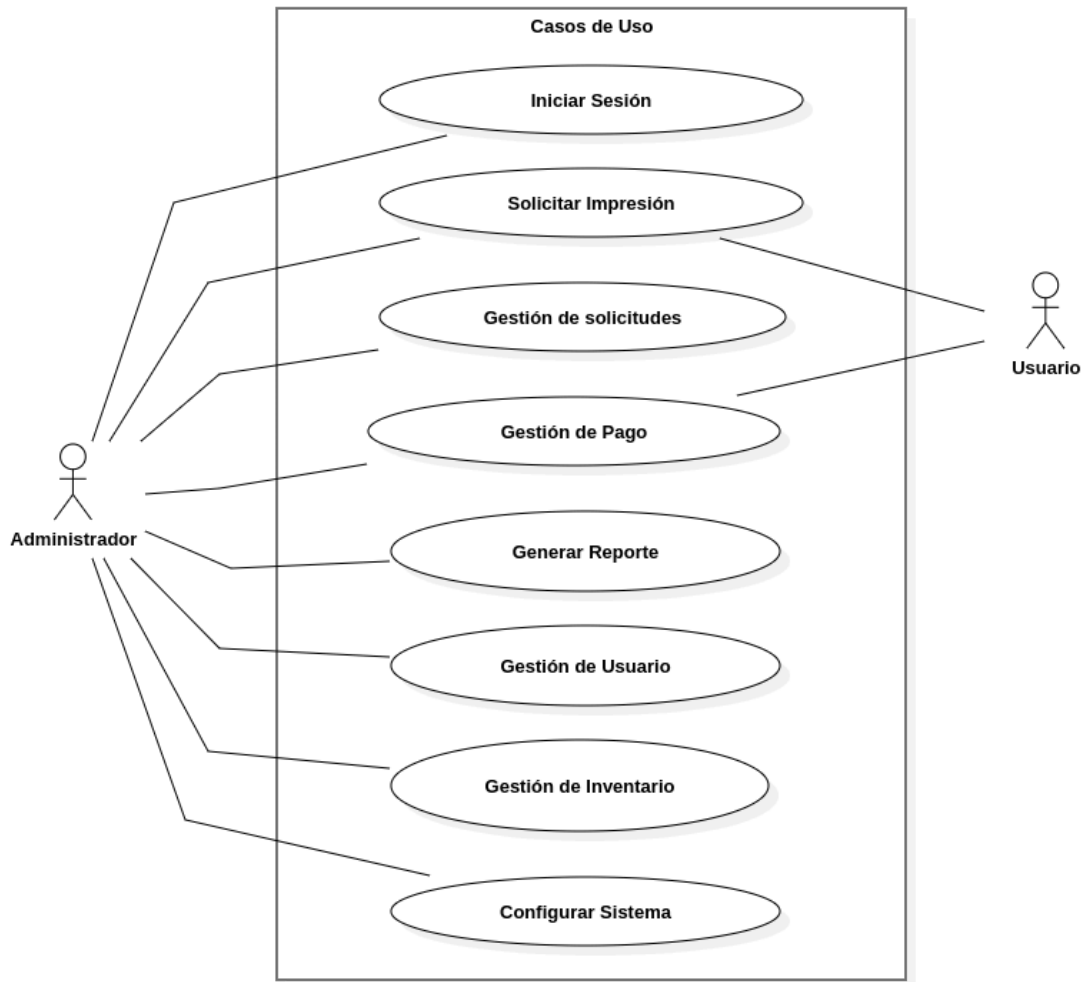 Casos de Uso
Iniciar Sesión
Solicitar Impresión
Gestión de solicitudes
Usuario
Gestión de Pago
Administrador
Generar Reporte
Gestión de Usuario
Gestión de Inventario
Configurar Sistema